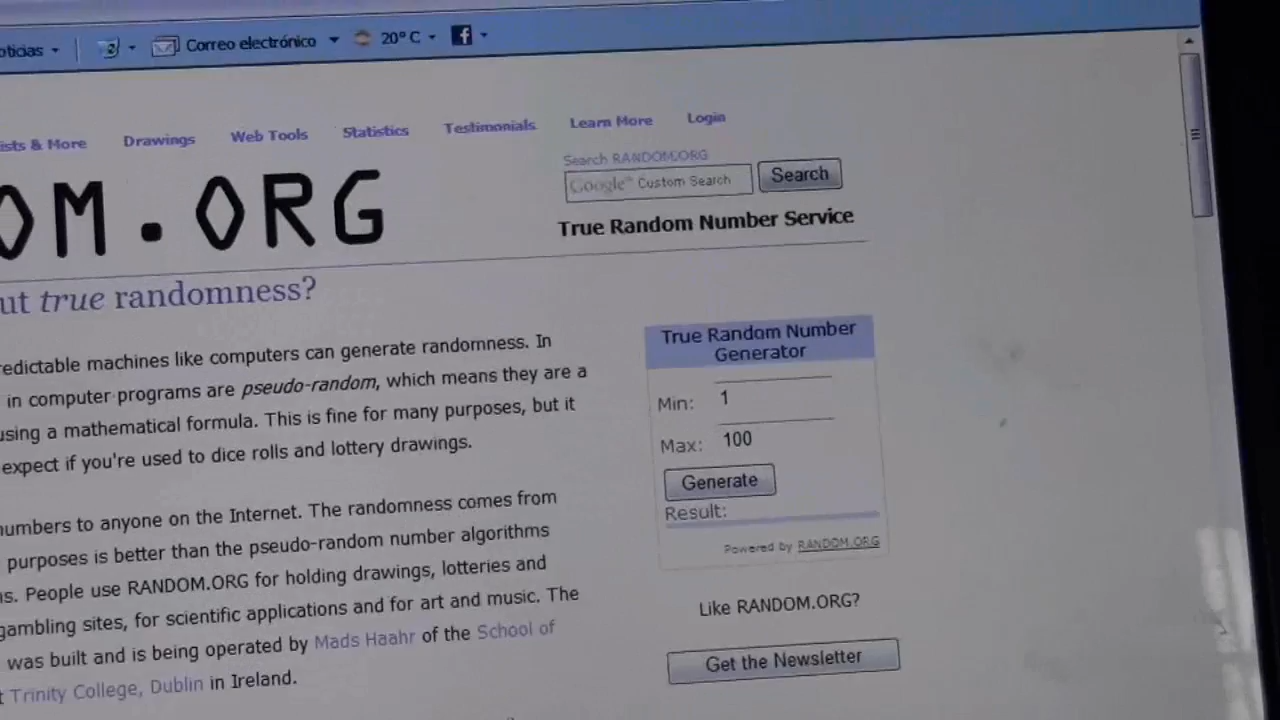 oticias
Correo electrónico
20° C
ists & More Drawings Web Tools Statistics Testimonials Learn More Login
Search RANDOM.ORG
Google™ Custom Search Search
OM.ORG
True Random Number Service
ut true randomness?
redictable machines like computers can generate randomness. In
in computer programs are pseudo-random, which means they are a
using a mathematical formula. This is fine for many purposes, but it
expect if you're used to dice rolls and lottery drawings.
numbers to anyone on the Internet. The randomness comes from
purposes is better than the pseudo-random number algorithms
ns. People use RANDOM.ORG for holding drawings, lotteries and
gambling sites, for scientific applications and for art and music. The
was built and is being operated by Mads Haahr of the School of
t Trinity College, Dublin in Ireland.
True Random Number
Generator
Min: 1
Max: 100
Generate
Result:
Powered by RANDOM.ORG
Like RANDOM.ORG?
Get the Newsletter